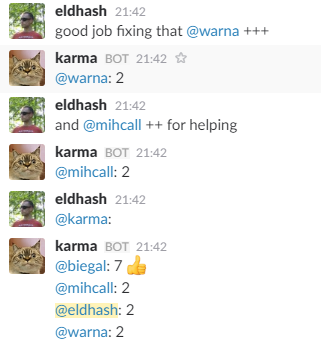 eldhash 21:42
good job fixing that @warna +++
karma BOT 21:42
@warna: 2
eldhash 21:42
and @mihcall ++ for helping
karma BOT 21:42
@mihcall: 2
eldhash 21:42
@karma:
karma BOT 21:42
@biegal: 7 👍
@mihcall: 2
@eldhash: 2
@warna: 2